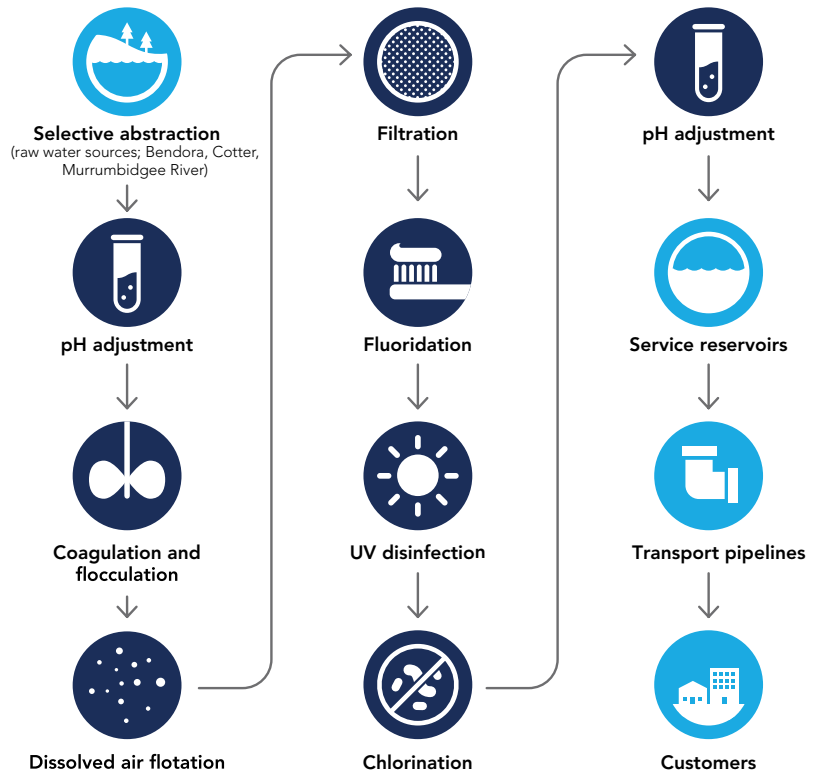 Selective abstraction
(raw water sources; Bendora, Cotter,
Murrumbidgee River)
pH adjustment
Coagulation and
flocculation
Dissolved air flotation
Filtration
Fluoridation
UV disinfection
Chlorination
pH adjustment
Service reservoirs
Transport pipelines
Customers